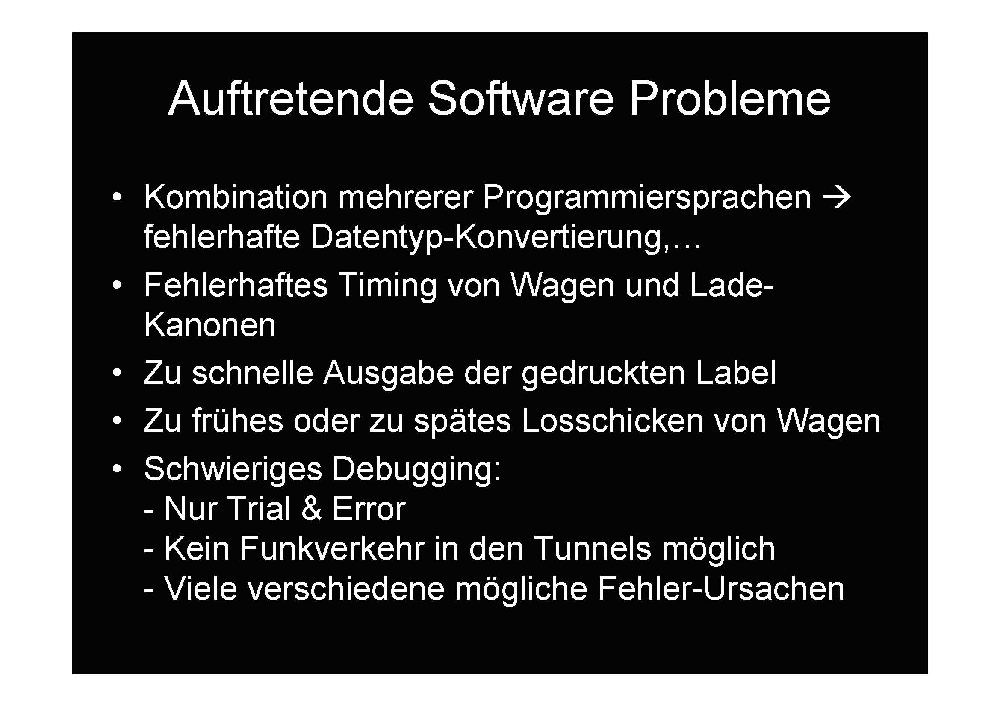 Auftretende Software Probleme
• Kombination mehrerer Programmiersprachen →
fehlerhafte Datentyp-Konvertierung,…
• Fehlerhaftes Timing von Wagen und Lade-
Kanonen
• Zu schnelle Ausgabe der gedruckten Label
• Zu frühes oder zu spätes Losschicken von Wagen
• Schwieriges Debugging:
- Nur Trial & Error
- Kein Funkverkehr in den Tunnels möglich
- Viele verschiedene mögliche Fehler-Ursachen